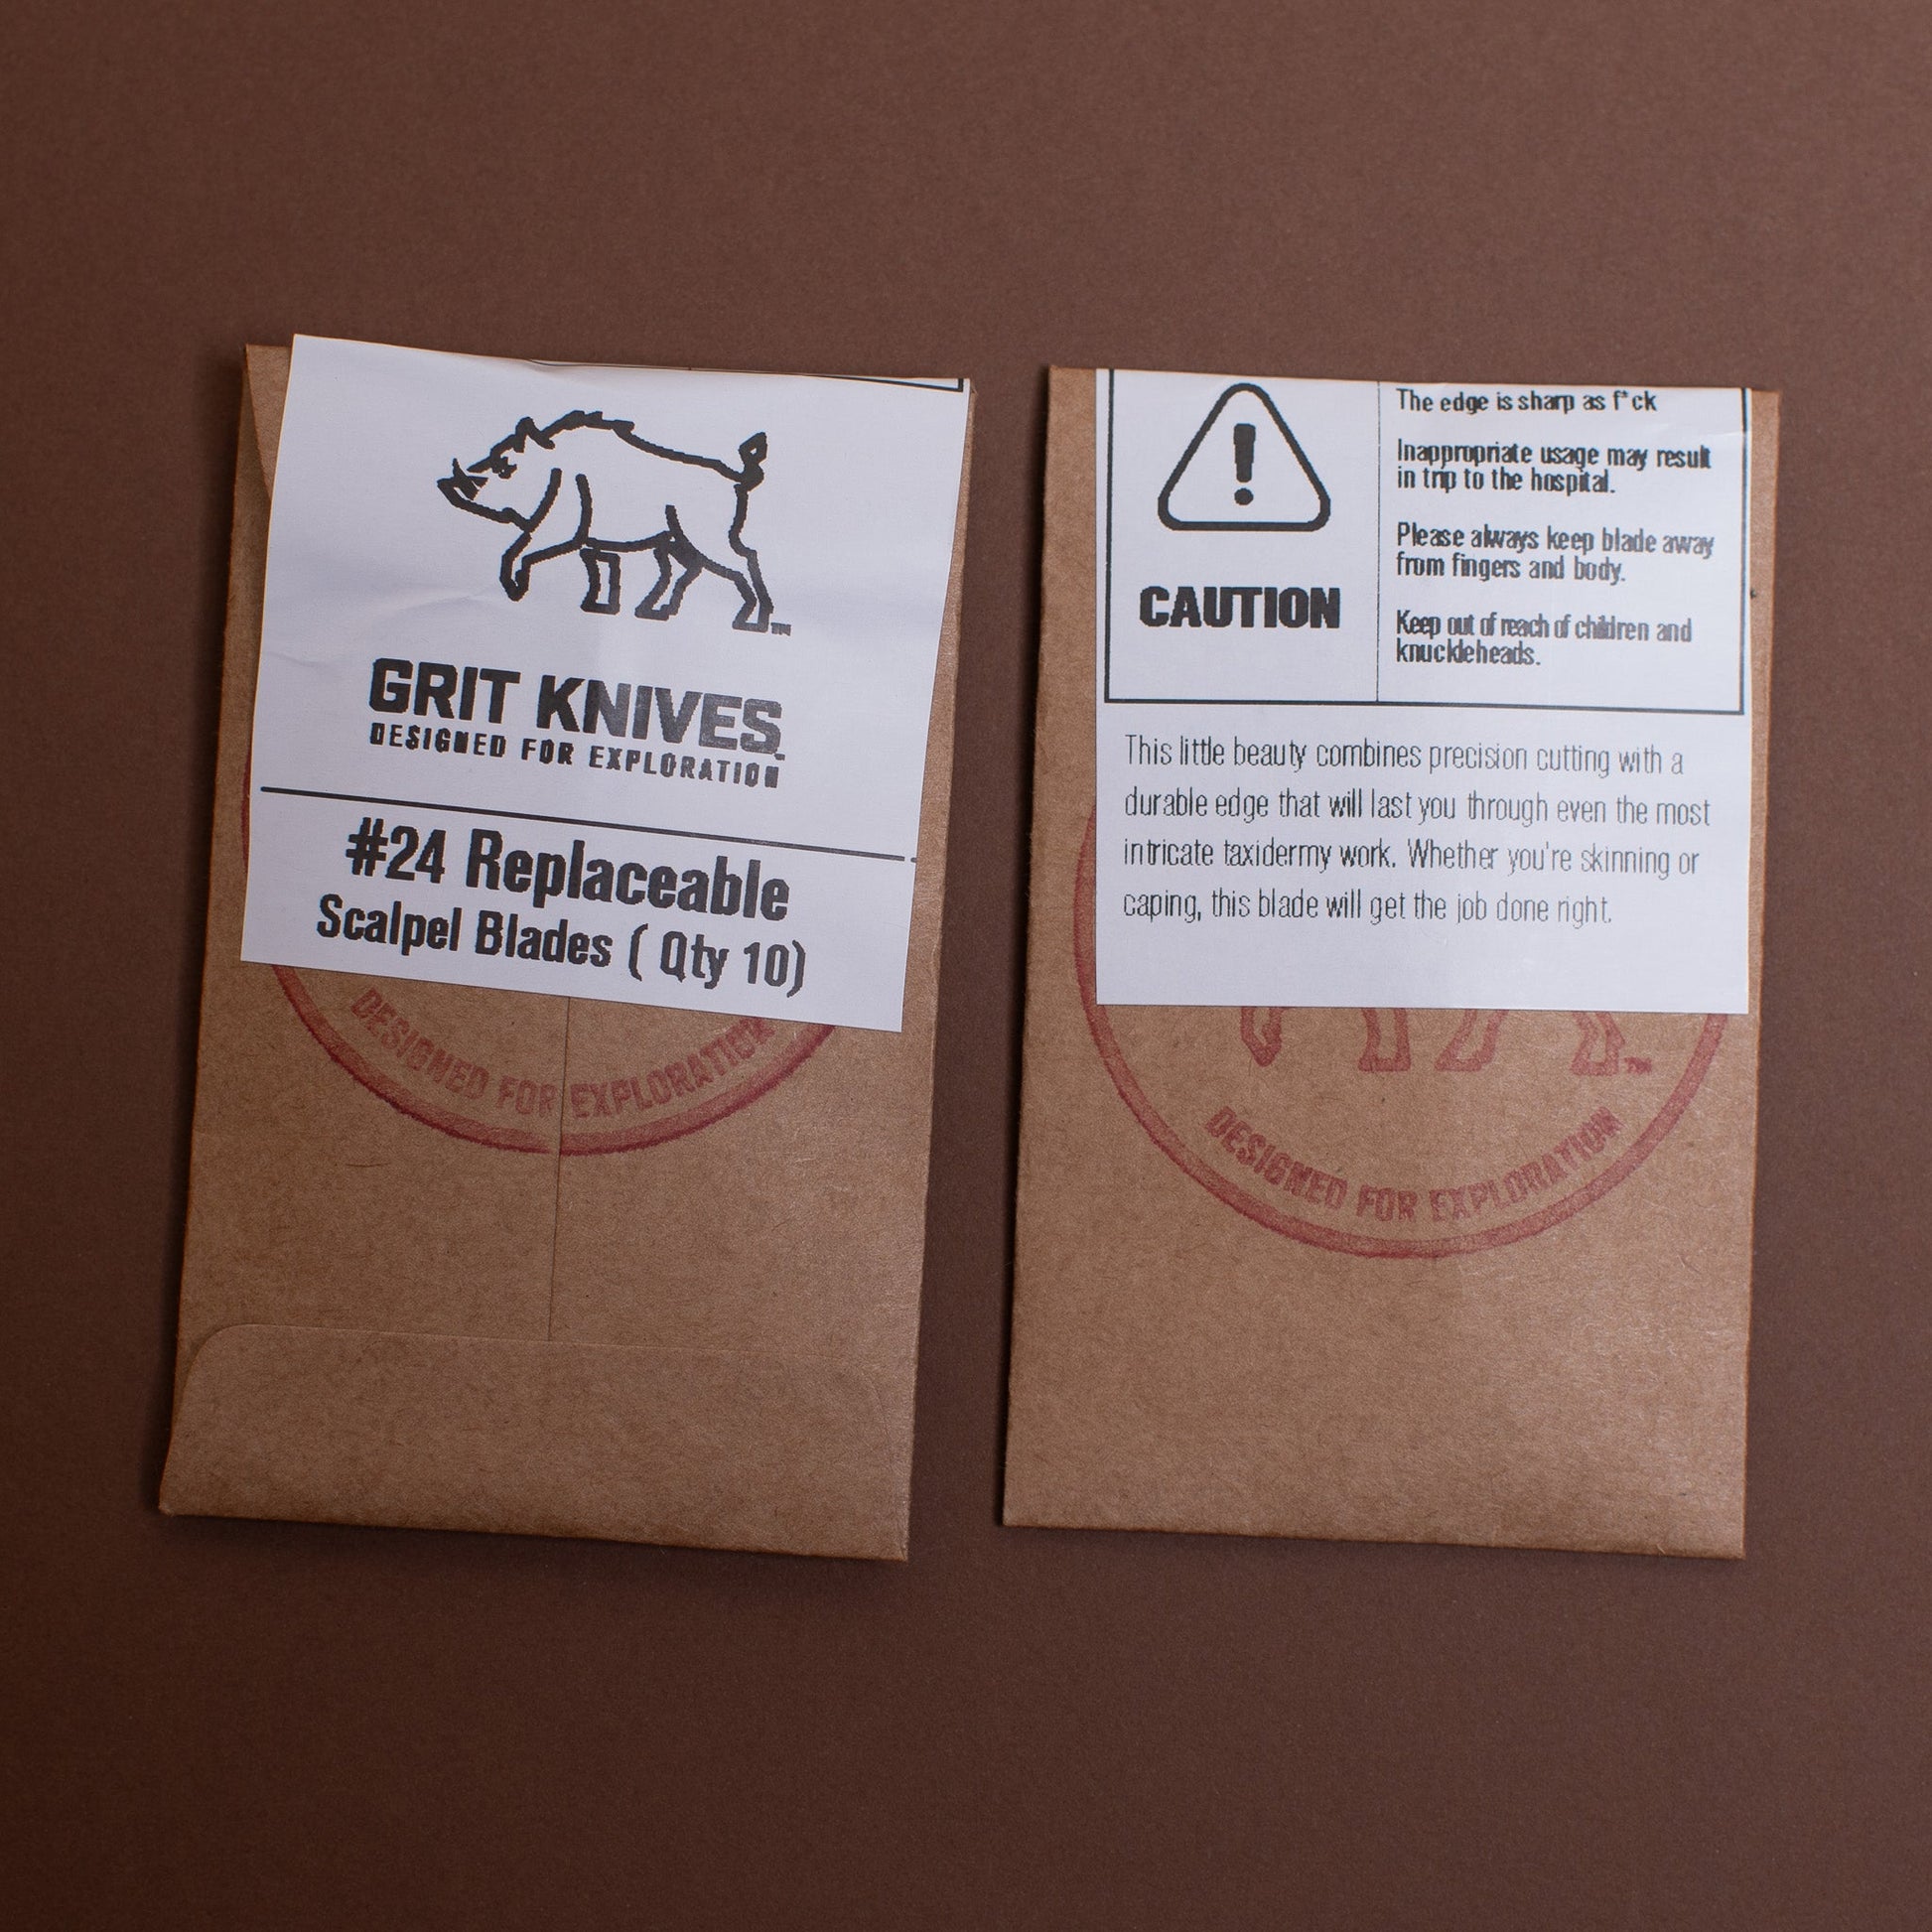 TM
GRIT KNIVES
DESIGNED FOR EXPLORATION
#24 Replaceable
Scalpel Blades ( Qty 10)
DESIGNED FOR EXPLORATION
CAUTION
The edge is sharp as f*ck
Inappropriate usage may result
in trip to the hospital.
Please always keep blade away
from fingers and body.
Keep out of reach of children and
knuckleheads.
This little beauty combines precision cutting with a
durable edge that will last you through even the most
intricate taxidermy work. Whether you're skinning or
caping, this blade will get the job done right.
TM
DESIGNED FOR EXPLORATION